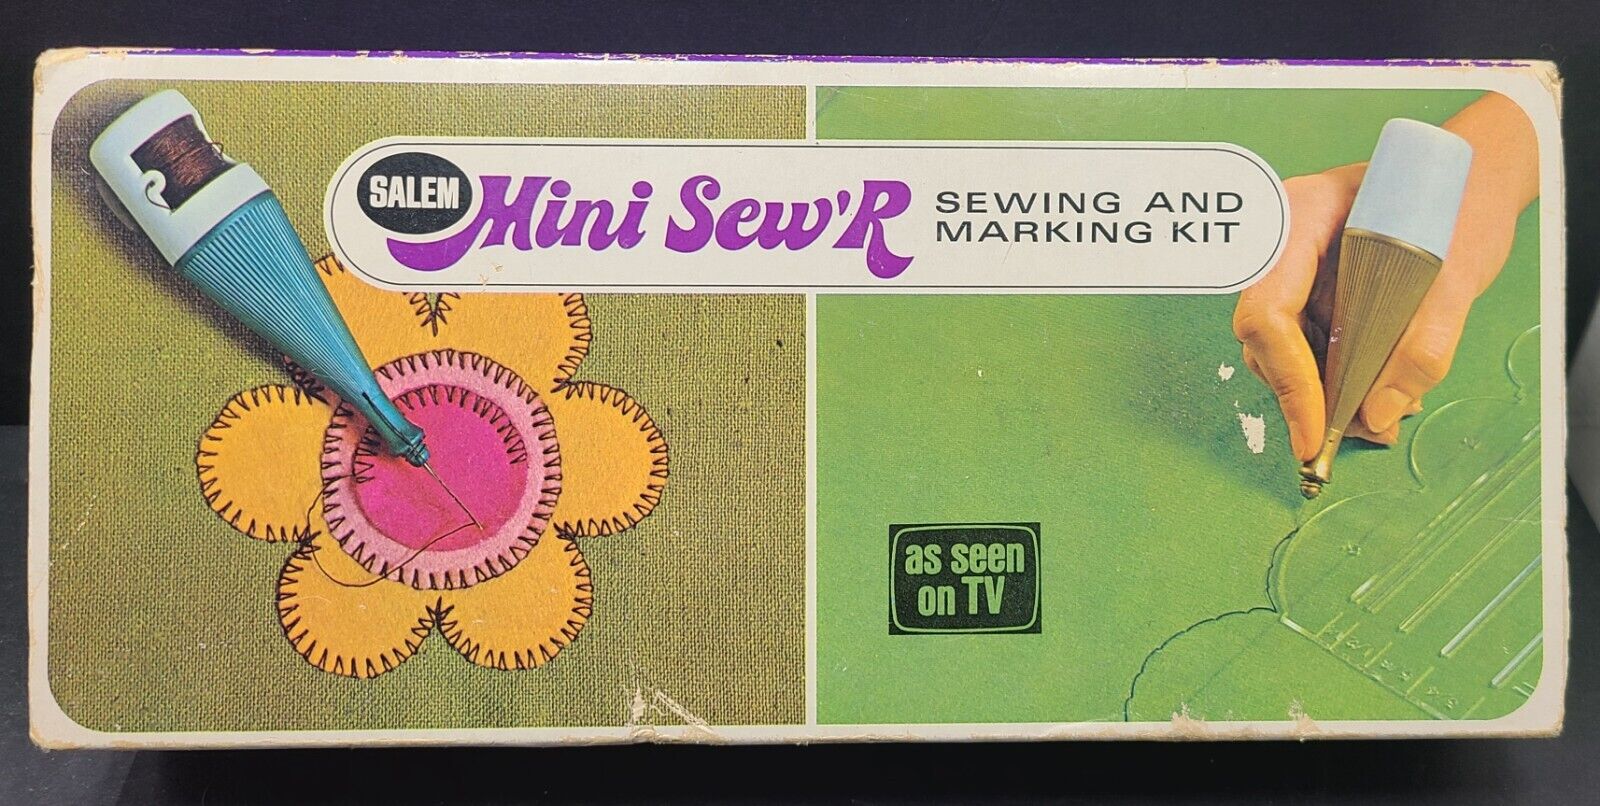 SALEM
Mini Sew'R
SEWING AND
MARKING KIT
as seen
on TV